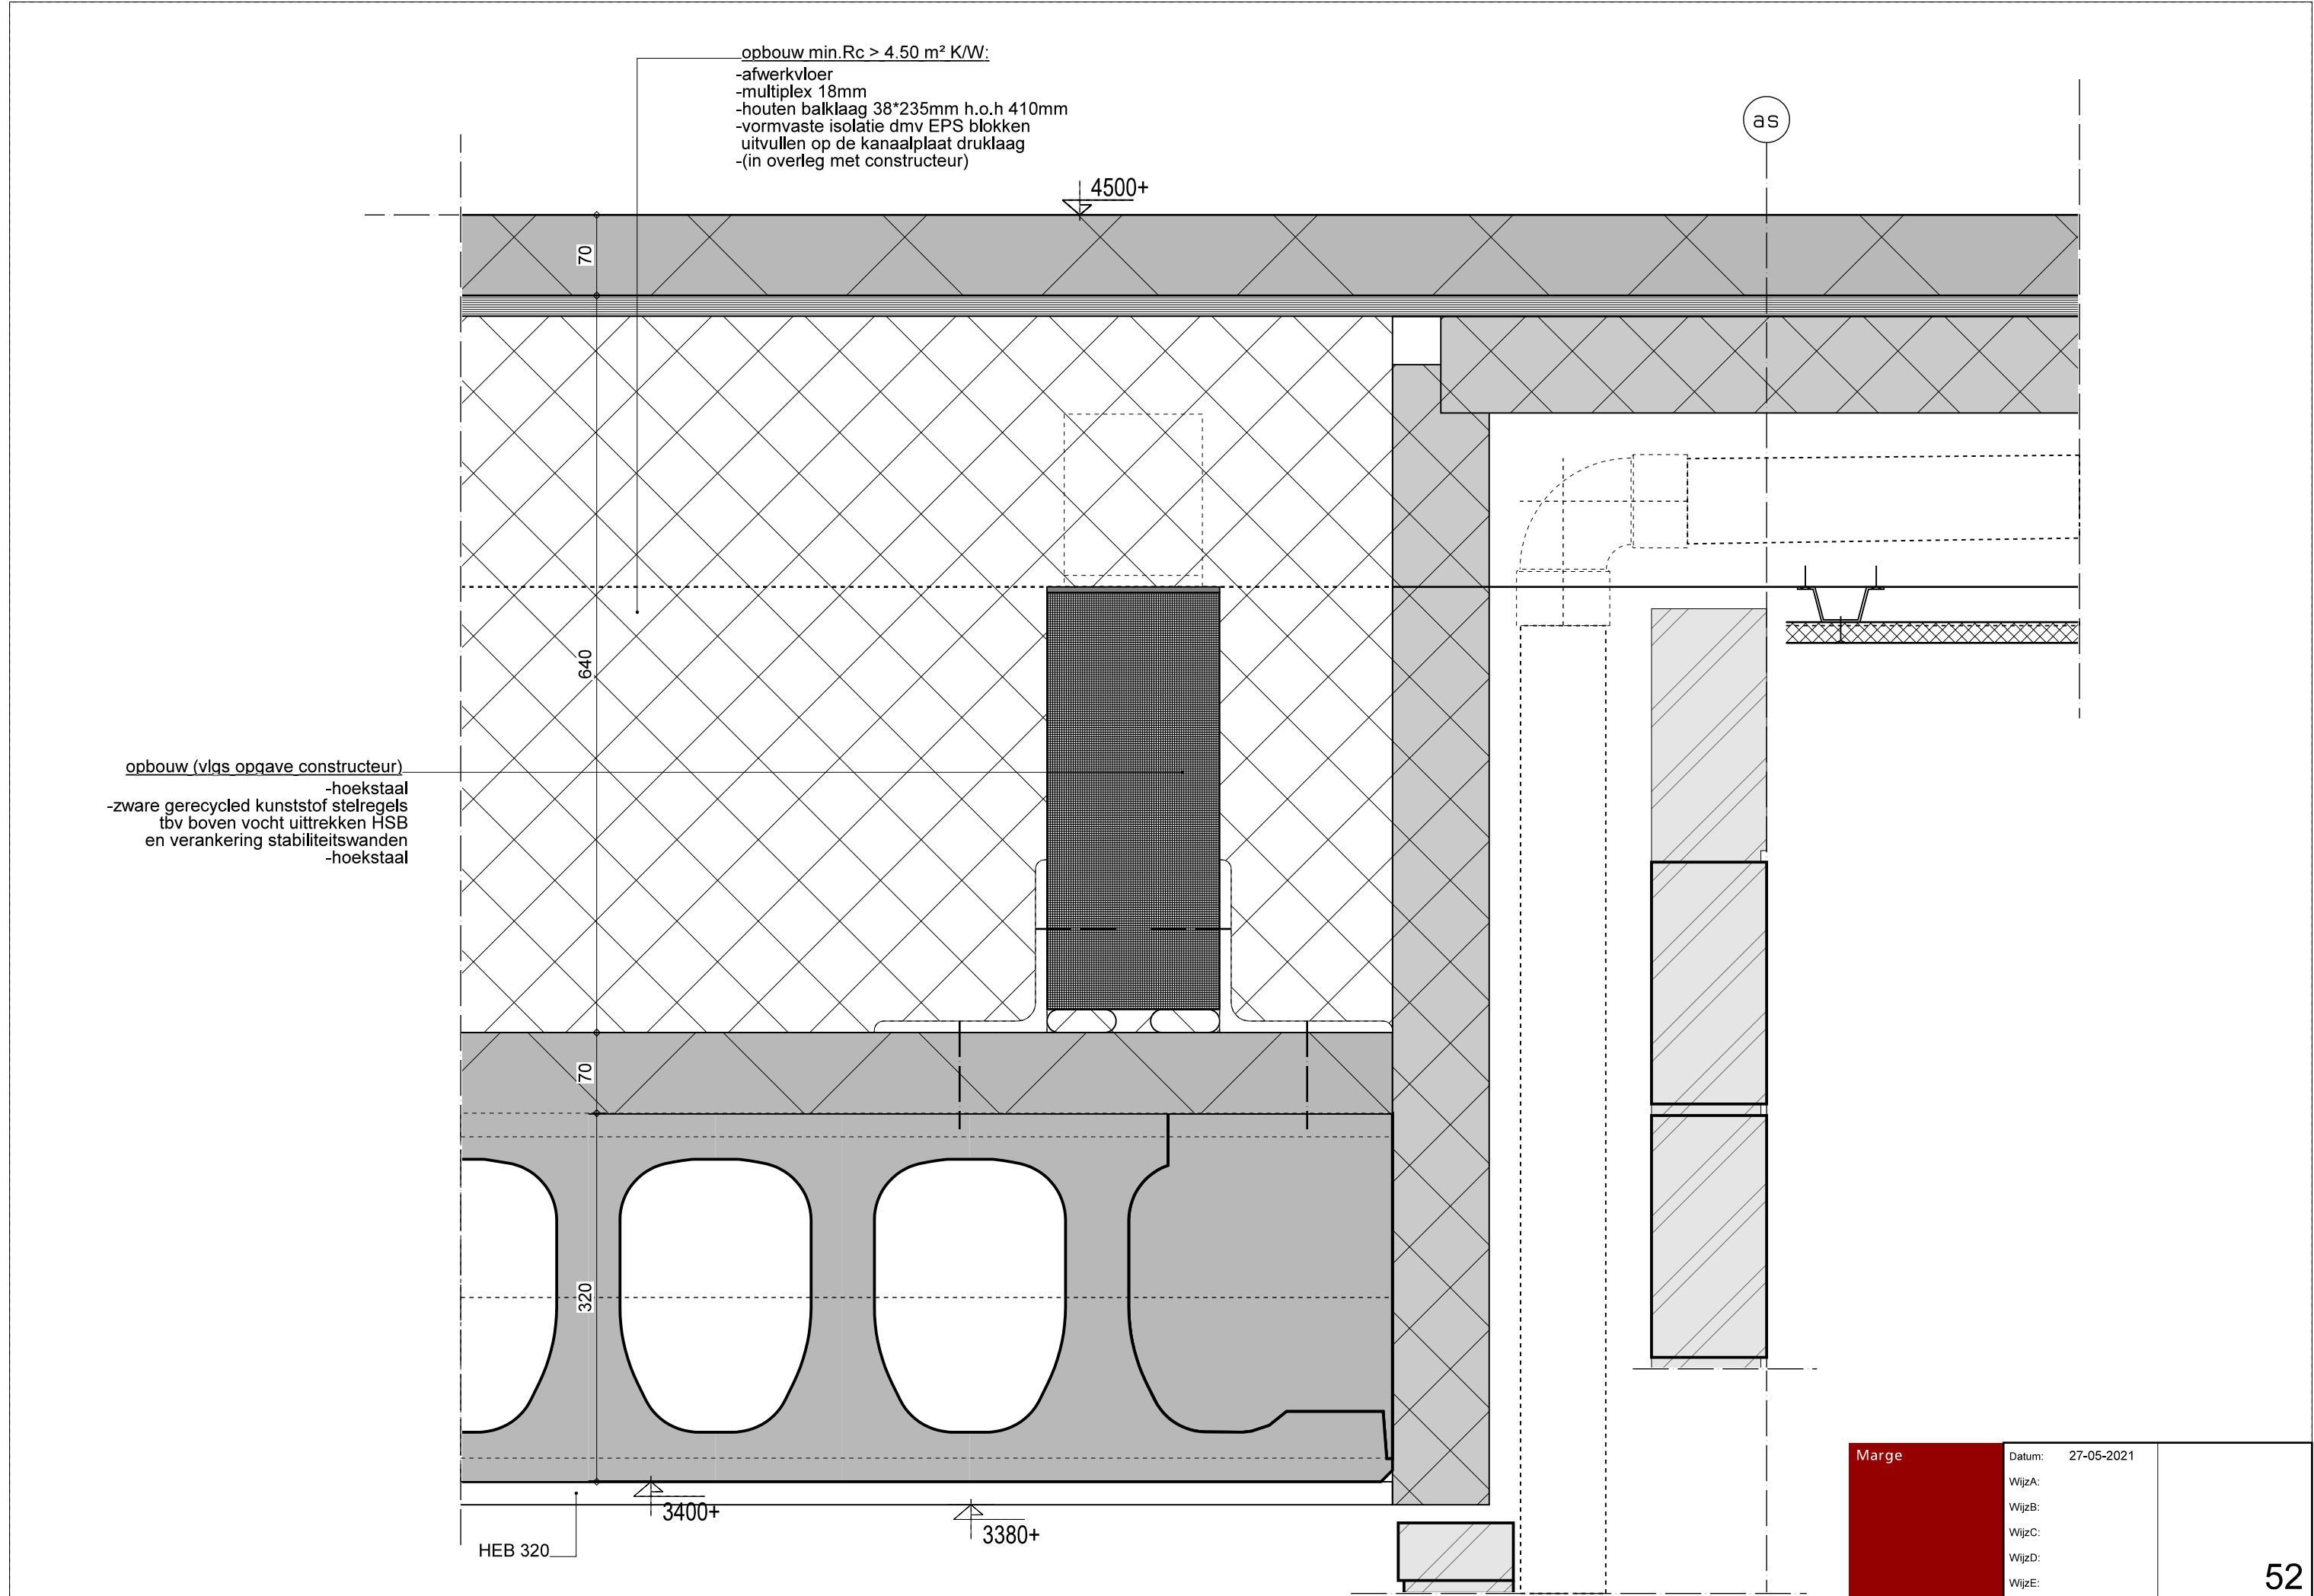 opbouw min.Rc > 4.50 m² K/W:
-afwerkvloer
-multiplex 18mm
-houten balklaag 38*235mm h.o.h 410mm
-vormvaste isolatie dmv EPS blokken
uitvullen op de kanaalplaat druklaag
-(in overleg met constructeur)
as
4500+
70
640
opbouw (vlgs opgave constructeur)
-hoekstaal
-zware gerecycled kunststof stelregels
tbv boven vocht uittrekken HSB
en verankering stabiliteitswanden
-hoekstaal
70
320
3400+
3380+
HEB 320
Marge
Datum: 27-05-2021
WijzA:
WijzB:
WijzC:
WijzD:
WijzE:
52